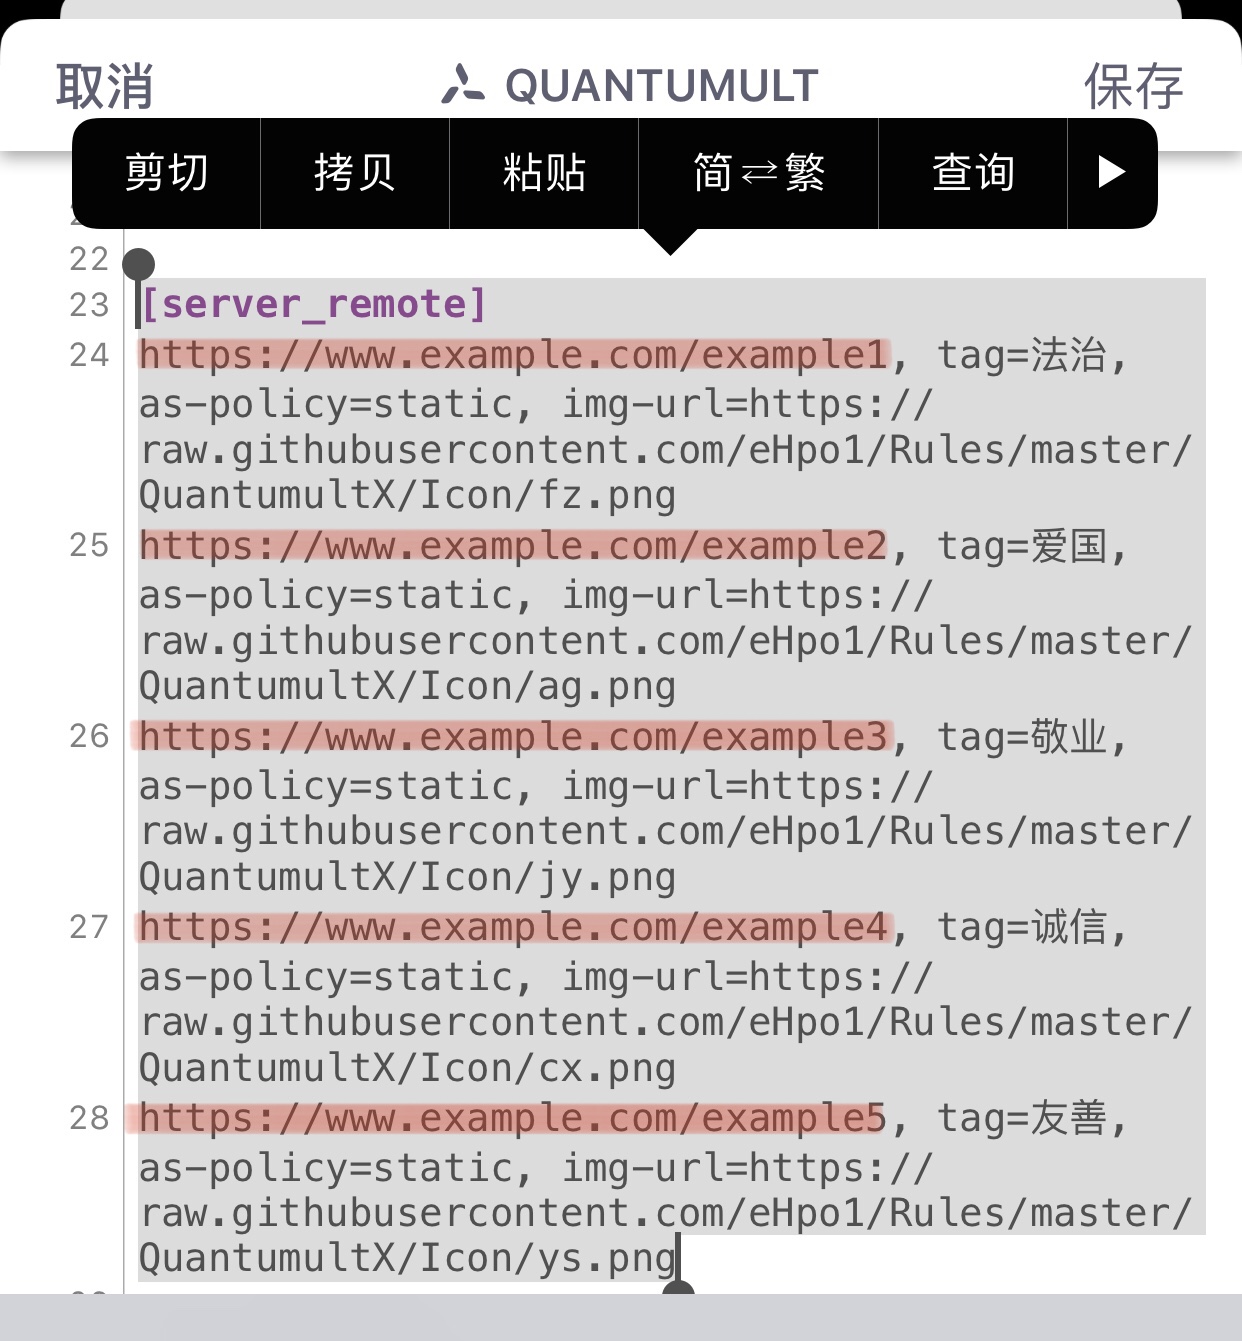 取消
QUANTUMULT
保存
剪切
拷贝
粘贴
简⇄繁
查询
22
23
[server_remote]
24
https://www.example.com/example1, tag=法治,
as-policy=static, img-url=https://
raw.githubusercontent.com/eHpo1/Rules/master/
QuantumultX/Icon/fz.png
25
https://www.example.com/example2, tag=爱国,
as-policy=static, img-url=https://
raw.githubusercontent.com/eHpo1/Rules/master/
QuantumultX/Icon/ag.png
26
https://www.example.com/example3, tag=敬业,
as-policy=static, img-url=https://
raw.githubusercontent.com/eHpo1/Rules/master/
QuantumultX/Icon/jy.png
27
https://www.example.com/example4, tag=诚信,
as-policy=static, img-url=https://
raw.githubusercontent.com/eHpo1/Rules/master/
QuantumultX/Icon/cx.png
28
https://www.example.com/example5, tag=友善,
as-policy=static, img-url=https://
raw.githubusercontent.com/eHpo1/Rules/master/
QuantumultX/Icon/ys.png